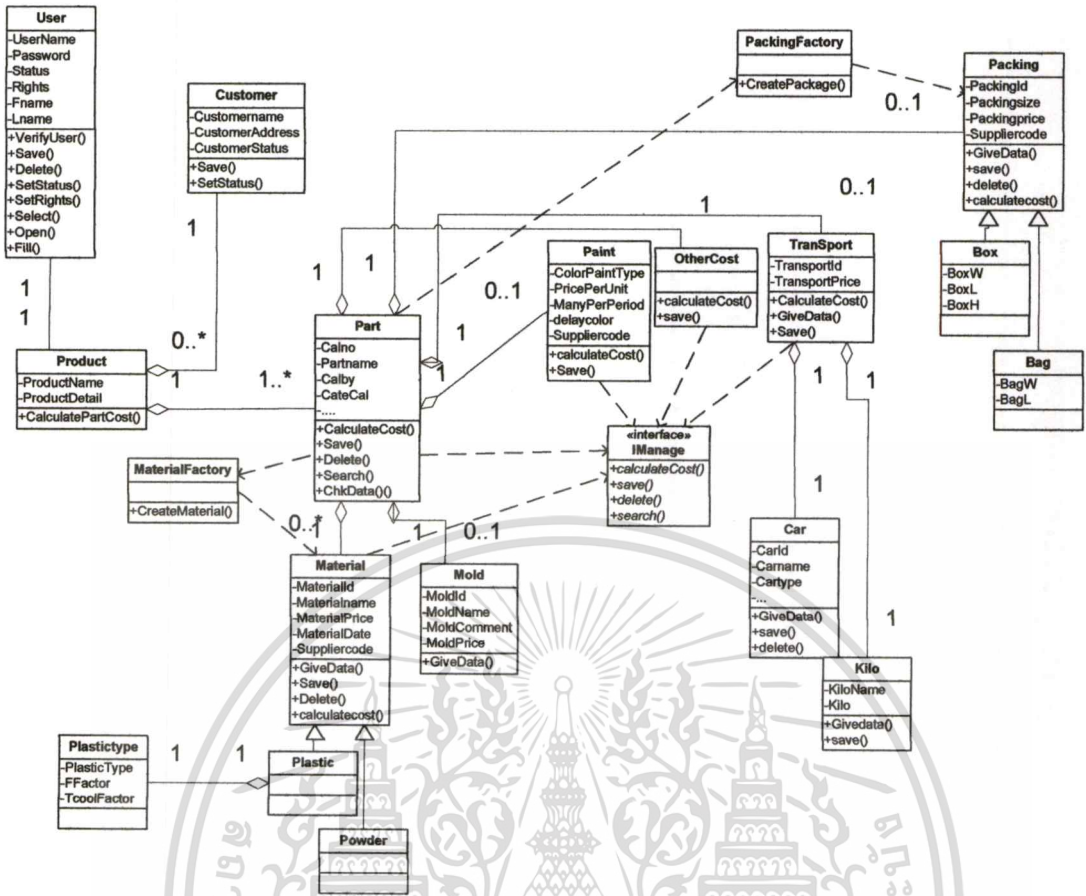 User
-UserName
-Password
-Status
-Rights
-Fname
-Lname
+VerifyUser()
+Save()
+Delete()
+SetStatus()
+SetRights()
+Select()
+Open()
+Fill()
Customer
-Customername
-CustomerAddress
-CustomerStatus
+Save()
+SetStatus()
PackingFactory
+CreatePackage()
Packing
-PackingId
-Packingsize
-Packingprice
-Suppliercode
+GiveData()
+save()
+delete()
+calculatecost()
0..1
0..1
1
1
1
1
Paint
-ColorPaintType
-PricePerUnit
-ManyPerPeriod
-delaycolor
-Suppliercode
+calculateCost()
+Save()
OtherCost
+calculateCost()
+save()
TranSport
-TransportId
-TransportPrice
+CalculateCost()
+GiveData()
+Save()
Box
-BoxW
-BoxL
-BoxH
Bag
-BagW
-BagL
1
1
0..1
Part
-Calno
-Partname
-Calby
-CateCal
-....
+CalculateCost()
+Save()
+Delete()
+Search()
+ChkData()()
1
1
0..*
1
1..*
Product
-ProductName
-ProductDetail
+CalculatePartCost()
1
1
«interface»
IManage
+calculateCost()
+save()
+delete()
+search()
MaterialFactory
+CreateMaterial()
0..*
1
1
0..1
Material
-MaterialId
-Materialname
-MaterialPrice
-MaterialDate
-Suppliercode
+GiveData()
+Save()
+Delete()
+calculatecost()
Mold
-MoldId
-MoldName
-MoldComment
-MoldPrice
+GiveData()
1
Car
-CarId
-Carname
-Cartype
-...
+GiveData()
+save()
+delete()
1
Kilo
-KiloName
-Kilo
+Givedata()
+save()
Plastictype
-PlasticType
-FFactor
-TcoolFactor
1
1
Plastic
Powder